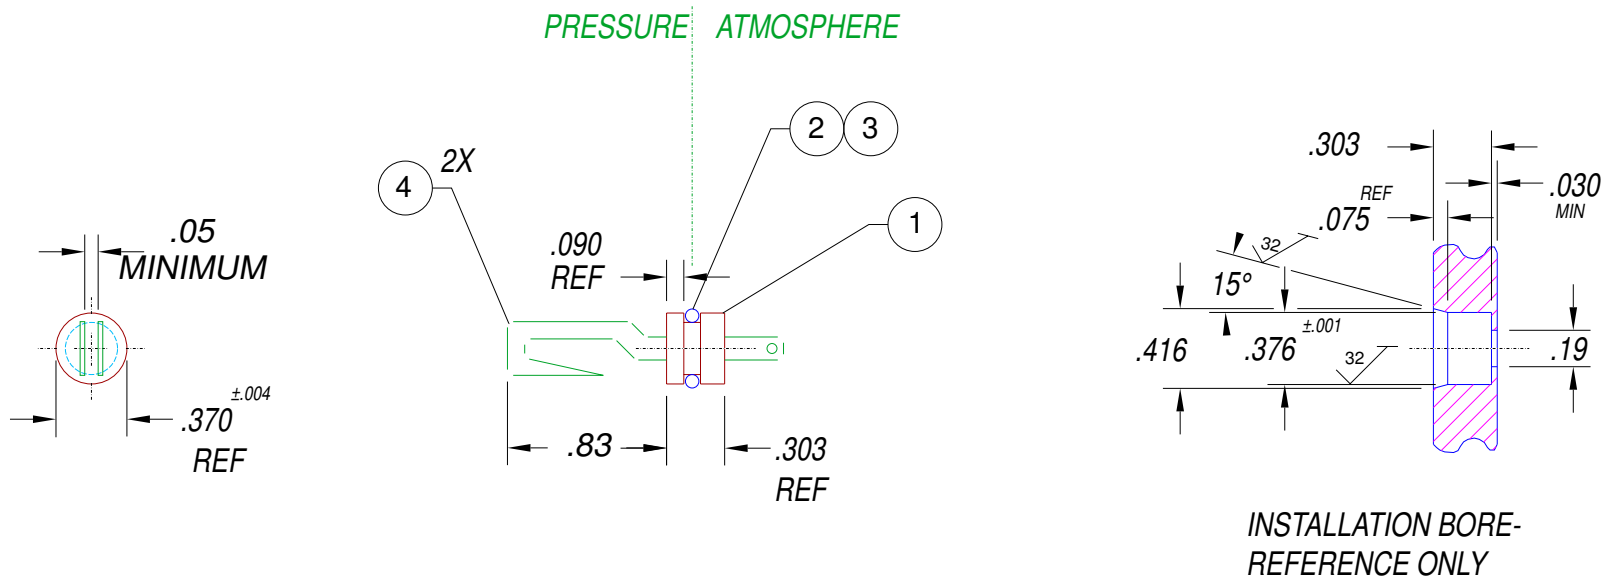 PRESSURE ATMOSPHERE
2 3
.303
2X
4
REF
.030
MIN
.075
1
.05
MINIMUM
.090
REF
32
15°
±.001
.416
.376
32
.19
±.004
.370
REF
.83
.303
REF
INSTALLATION BORE-
REFERENCE ONLY